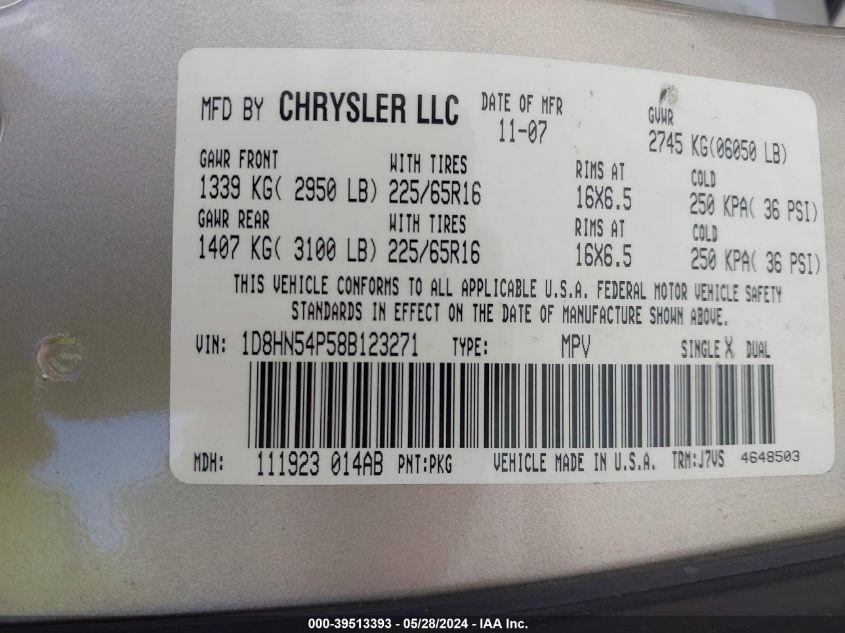 MFD BY CHRYSLER LLC DATE OF MFR GVWR
11-07 2745 KG(06050 LB)
GAWR FRONT WITH TIRES RIMS AT COLD
1339 KG( 2950 LB) 225/65R16 16X6.5 250 KPA( 36 PSI)
GAWR REAR WITH TIRES RIMS AT COLD
1407 KG( 3100 LB) 225/65R16 16X6.5 250 KPA( 36 PSI)
THIS VEHICLE CONFORMS TO ALL APPLICABLE U.S.A. FEDERAL MOTOR VEHICLE SAFETY
STANDARDS IN EFFECT ON THE DATE OF MANUFACTURE SHOWN ABOVE.
VIN: 1D8HN54P58B123271 TYPE: MPV SINGLE X DUAL
MDH: 111923 014AB PNT:PKG VEHICLE MADE IN U.S.A. TRM:J7VS 4648503
000-39513393 - 05/28/2024 - IAA Inc.